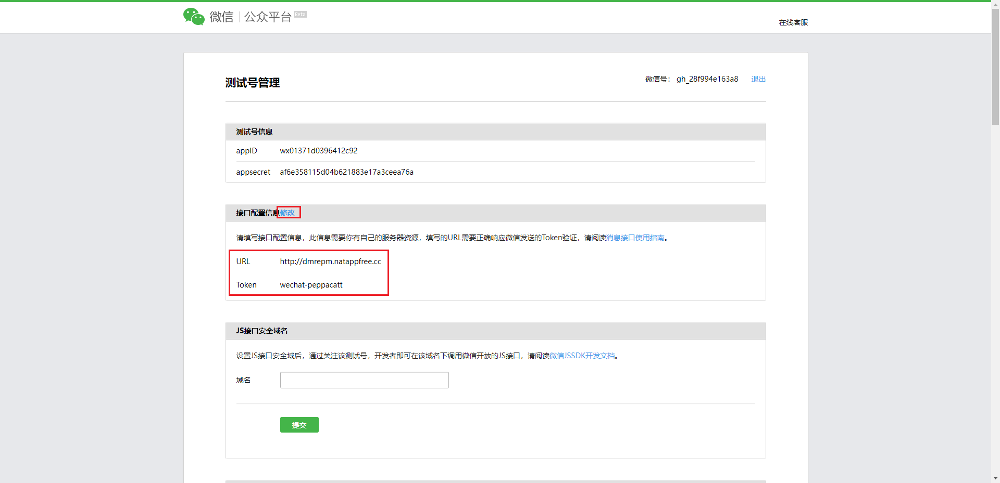 微信 公众平台 Beta
在线客服
测试号管理
微信号： gh_28f994e163a8 退出
测试号信息
appID wx01371d0396412c92
appsecret af6e358115d04b621883e17a3ceea76a
接口配置信息修改
请填写接口配置信息，此信息需要你有自己的服务器资源，填写的URL需要正确响应微信发送的Token验证，请阅读消息接口使用指南。
URL http://dmrepm.natappfree.cc
Token wechat-peppacatt
JS接口安全域名
设置JS接口安全域后，通过关注该测试号，开发者即可在该域名下调用微信开放的JS接口，请阅读微信JSSDK开发文档。
域名
提交